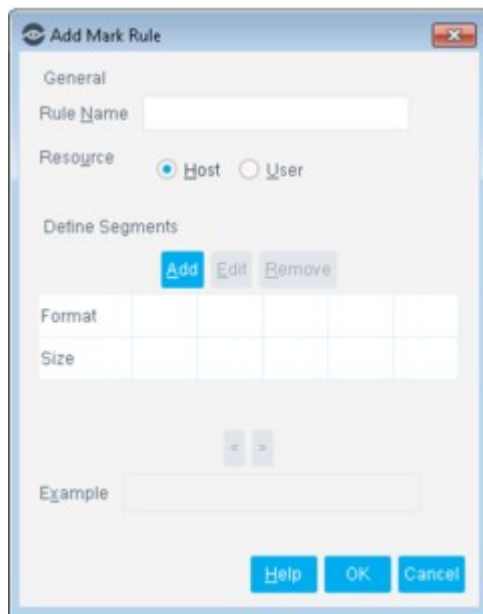 Add Mark Rule
General
Rule Name
Resource Host User
Define Segments
Add Edit Remove
Format
Size
< >
Example
Help OK Cancel